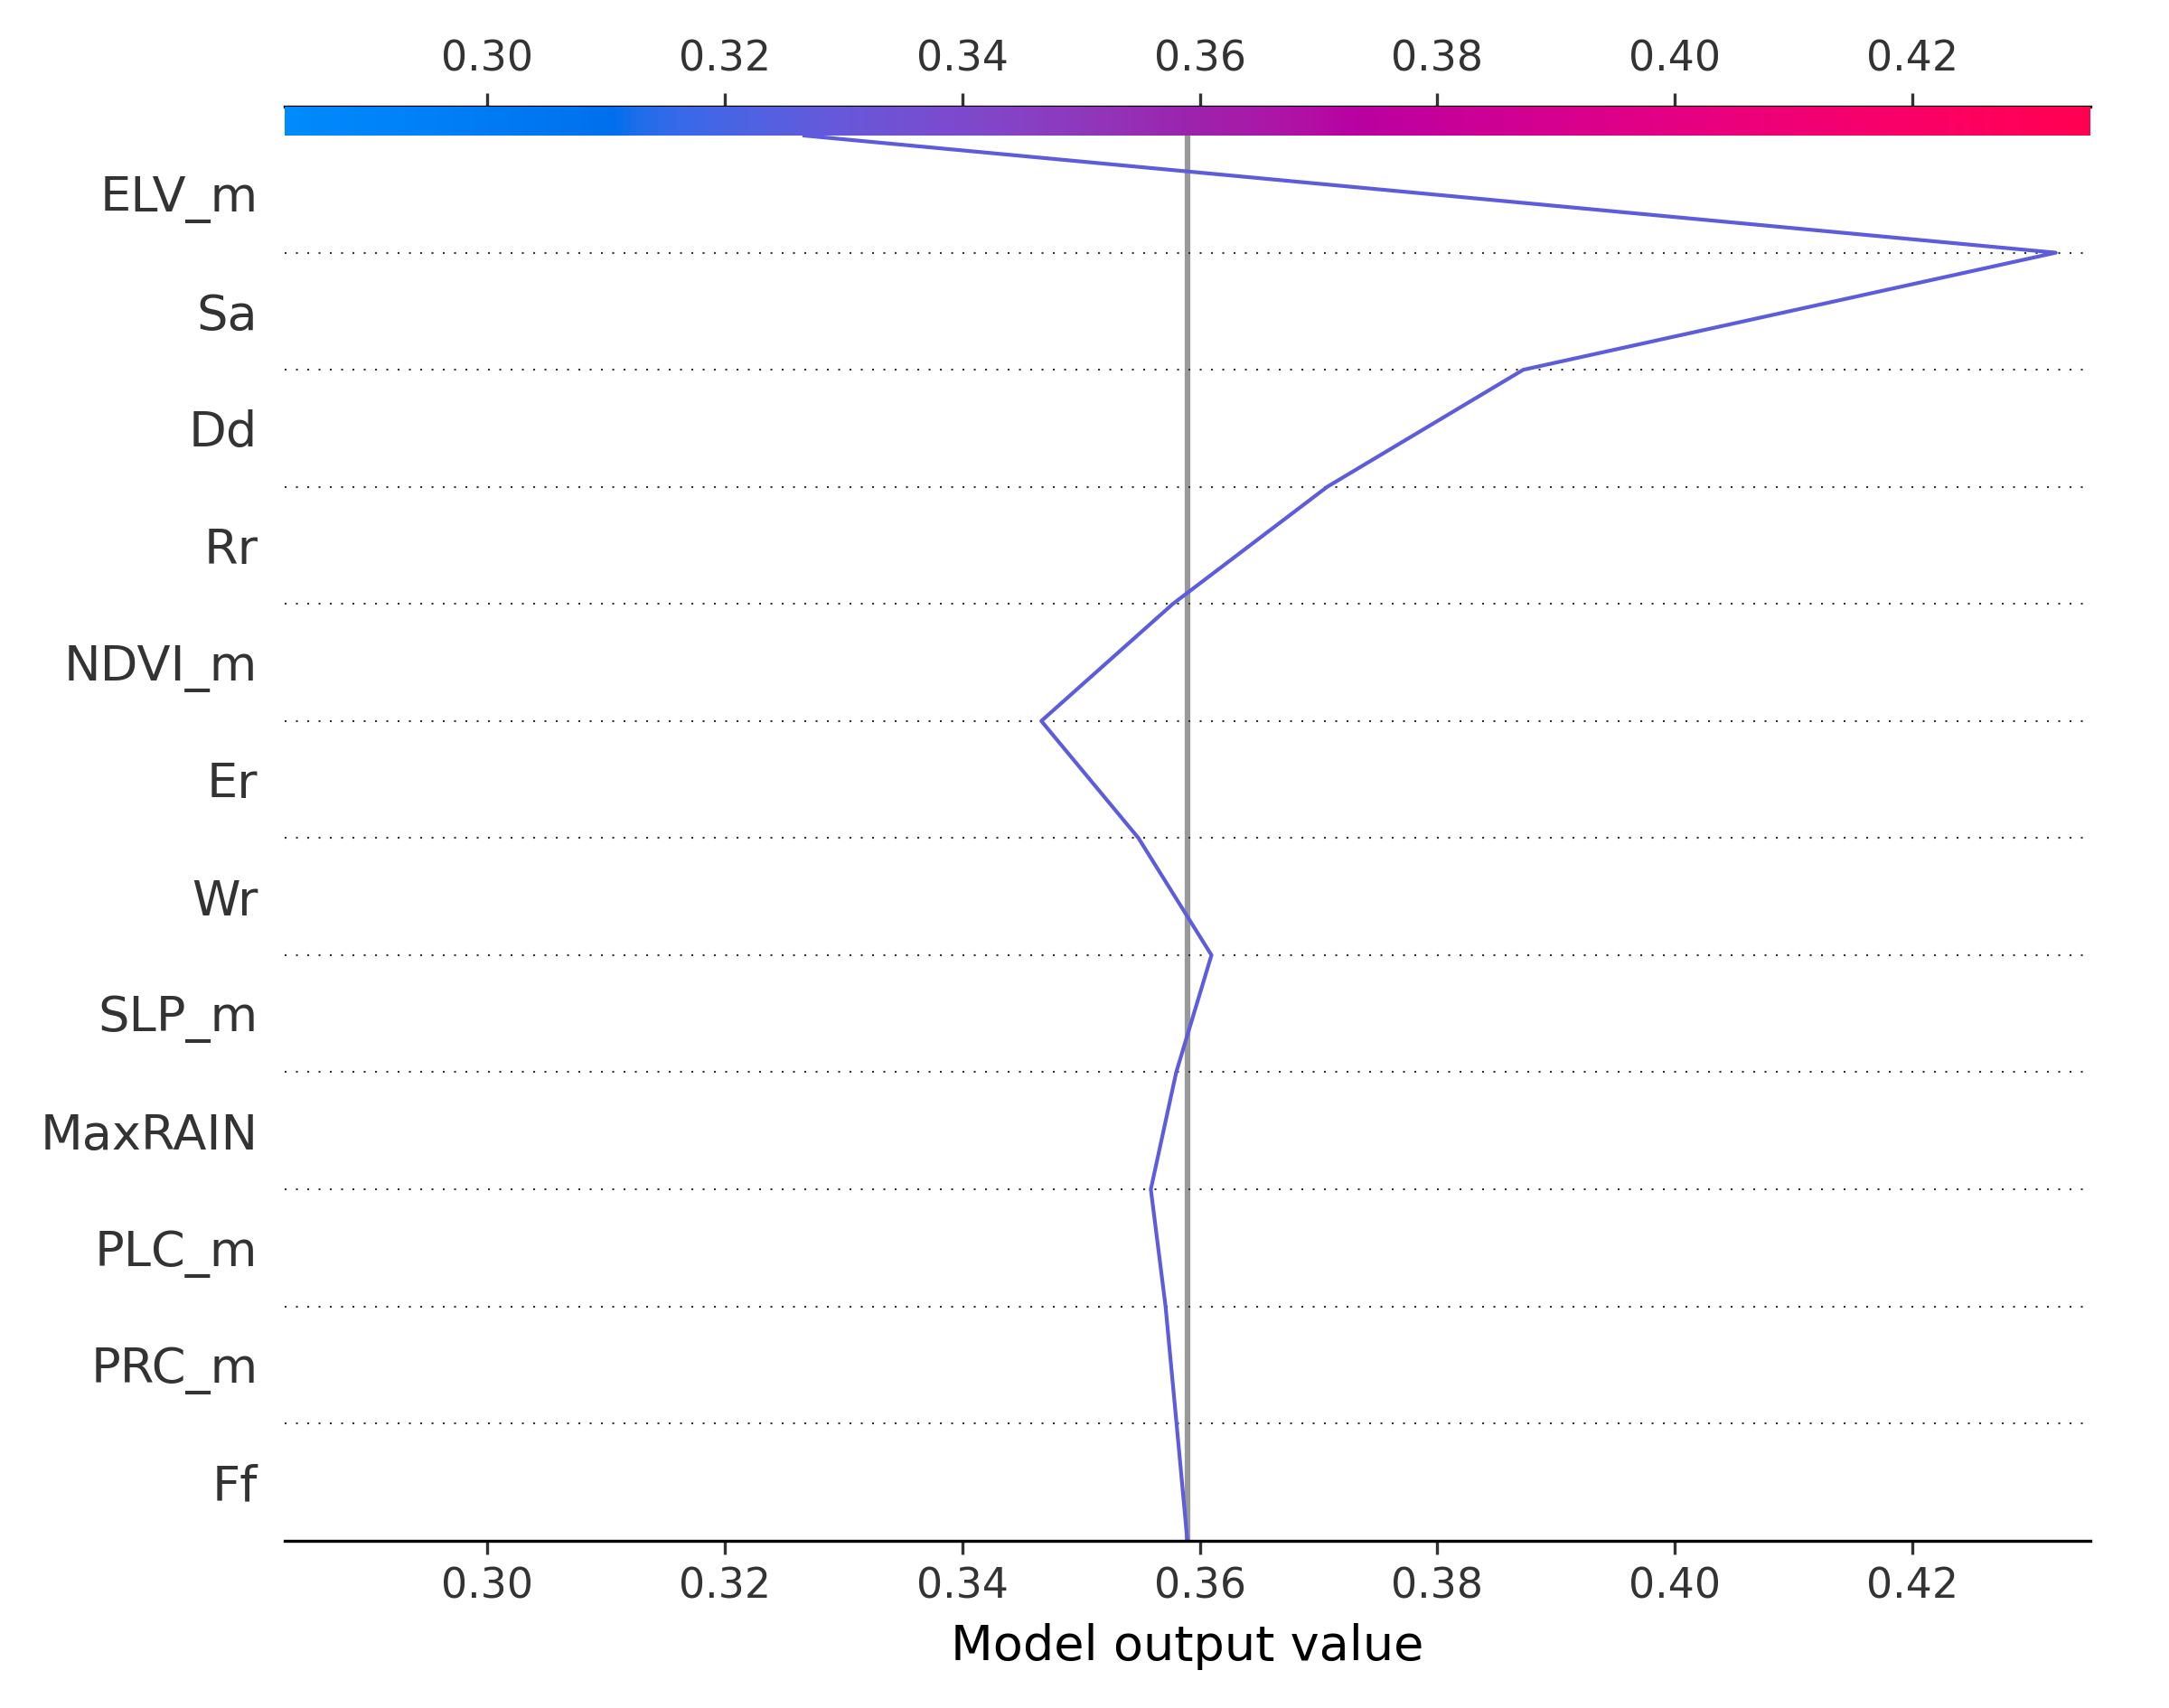 0.30 0.32 0.34 0.36 0.38 0.40 0.42
ELV_m
Sa
Dd
Rr
NDVI_m
Er
Wr
SLP_m
MaxRAIN
PLC_m
PRC_m
Ff
0.30 0.32 0.34 0.36 0.38 0.40 0.42
Model output value